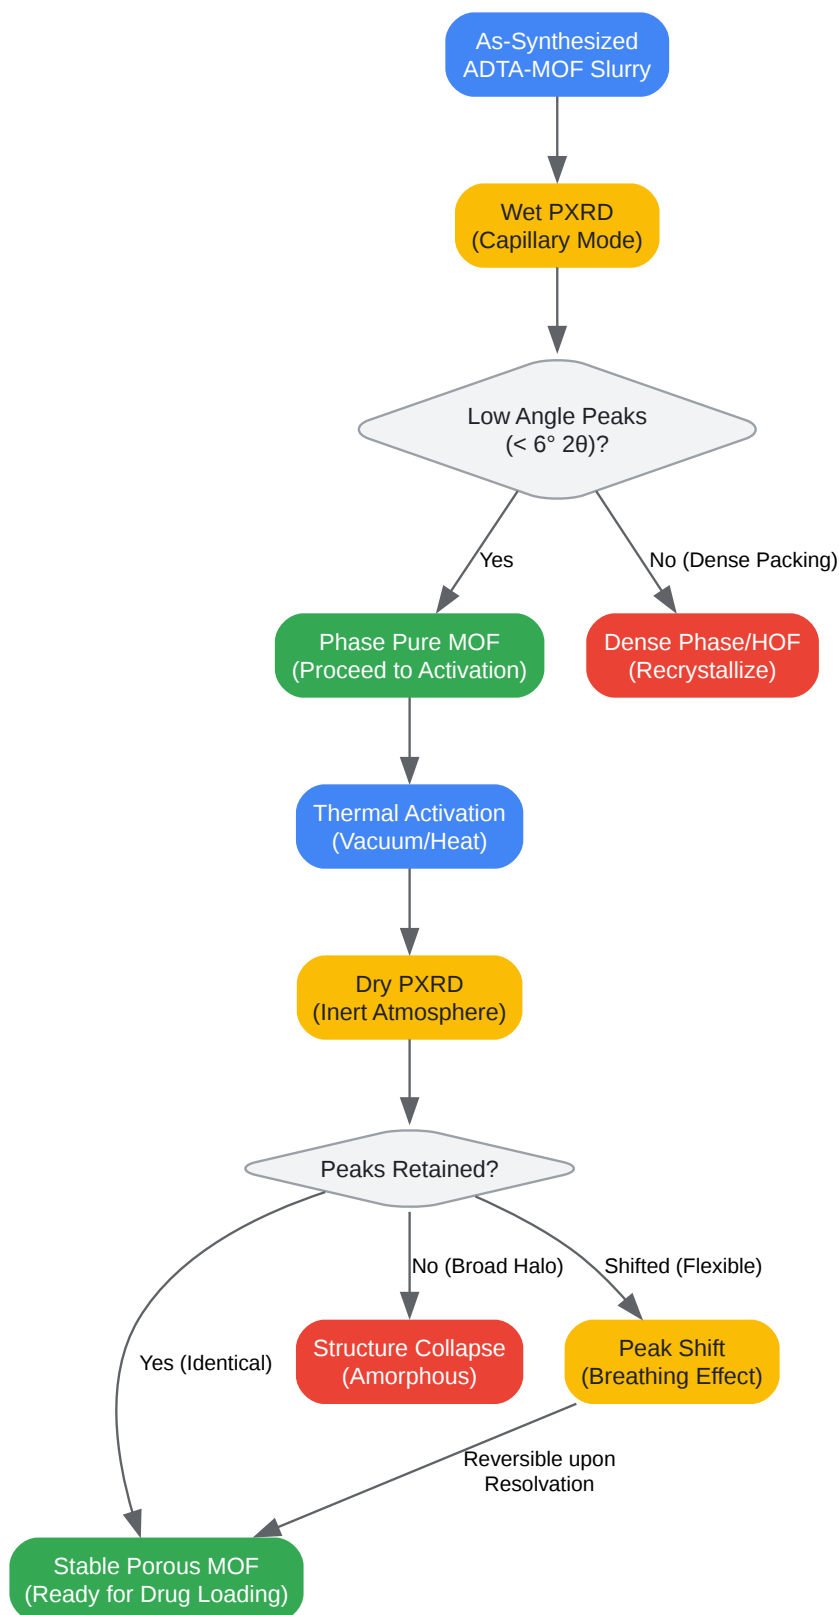 As-Synthesized
ADTA-MOF Slurry
Wet PXRD
(Capillary Mode)
Low Angle Peaks
(< 6° 2θ)?
Yes
No (Dense Packing)
Phase Pure MOF
(Proceed to Activation)
Dense Phase/HOF
(Recrystallize)
Thermal Activation
(Vacuum/Heat)
Dry PXRD
(Inert Atmosphere)
Peaks Retained?
No (Broad Halo)
Shifted (Flexible)
Yes (Identical)
Structure Collapse
(Amorphous)
Peak Shift
(Breathing Effect)
Reversible upon
Resolvation
Stable Porous MOF
(Ready for Drug Loading)